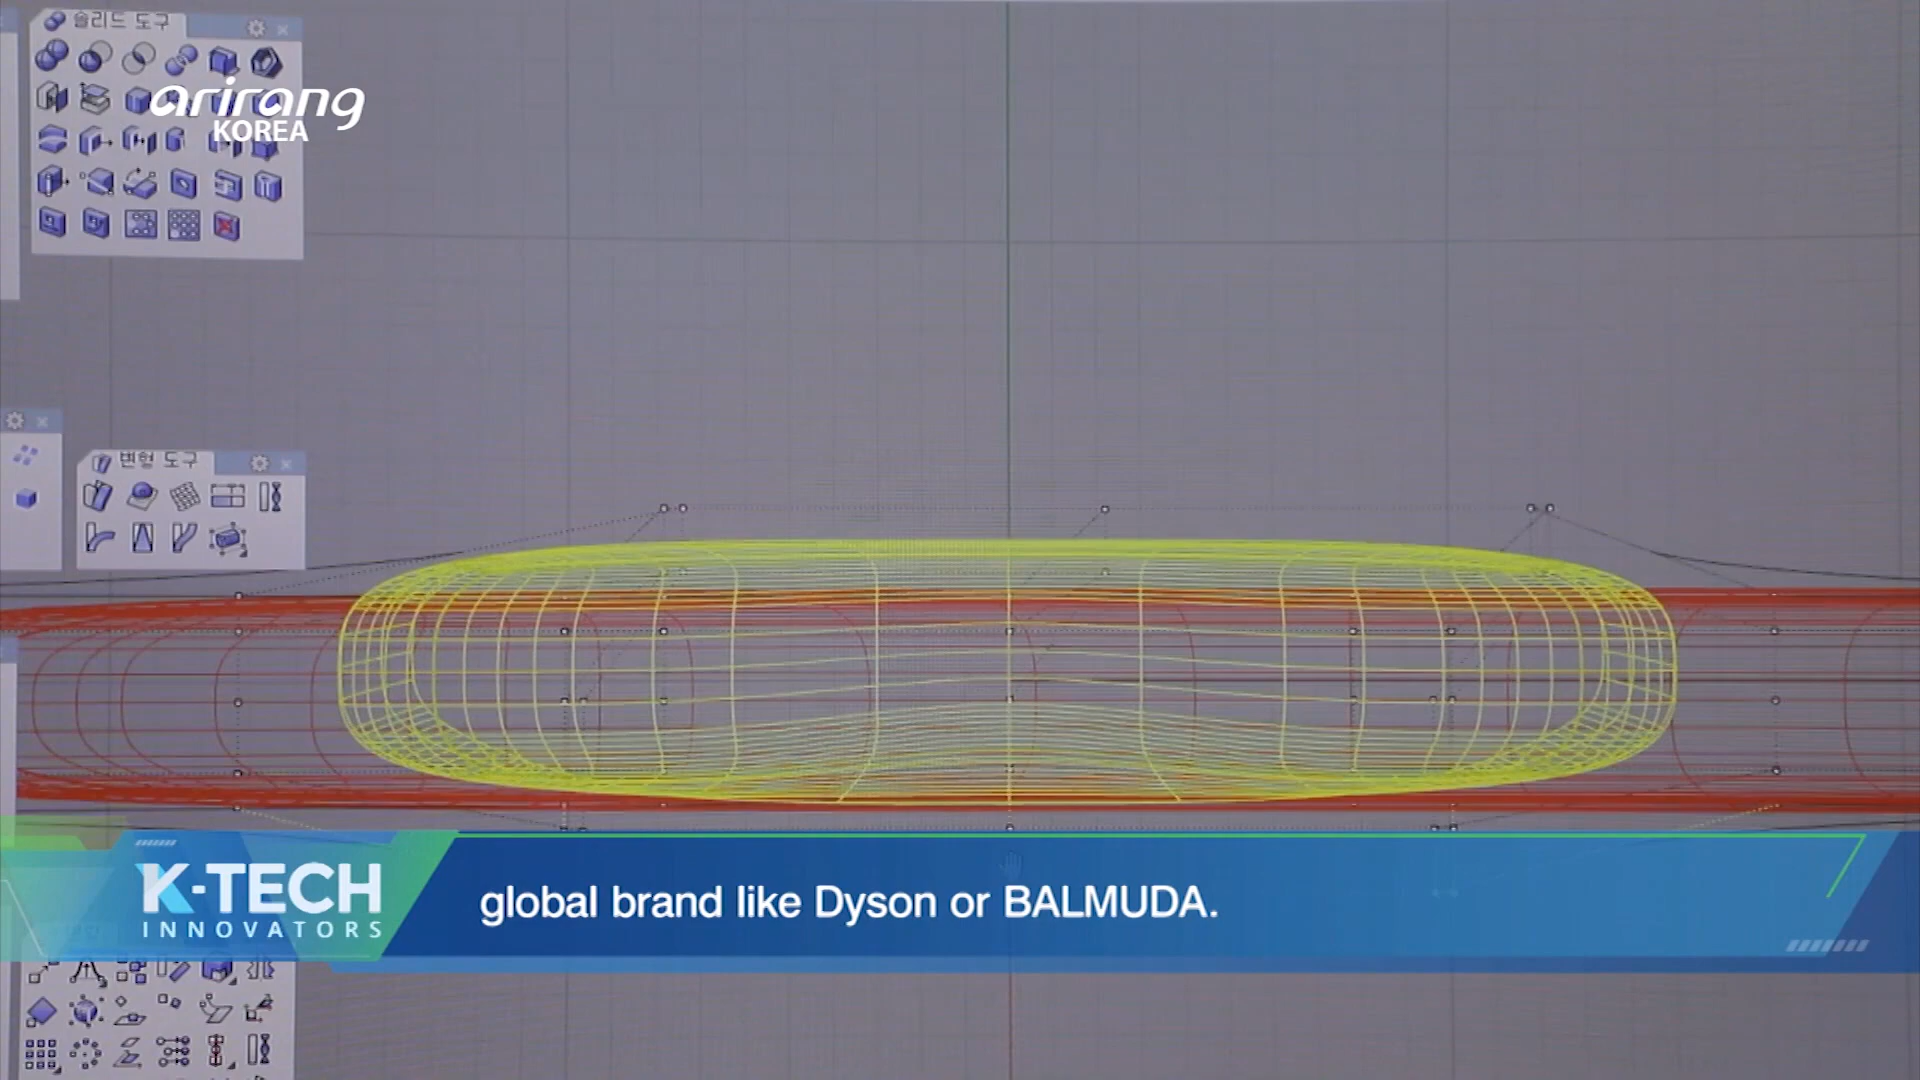 솔리드 도구
arirang
KOREA
변형 도구
K-TECH
INNOVATORS
global brand like Dyson or BALMUDA.